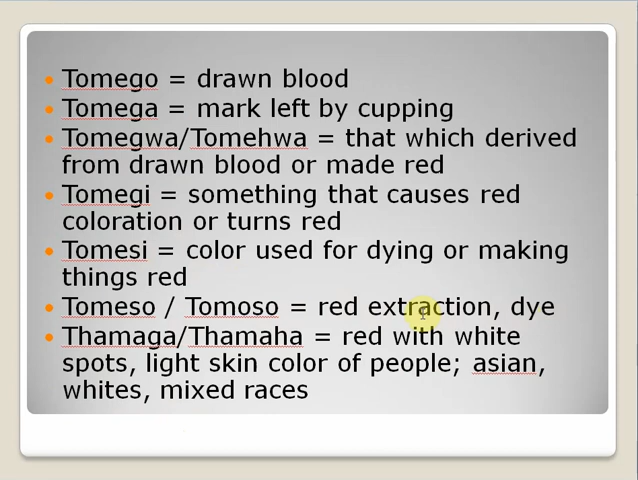 Tomego = drawn blood
Tomega = mark left by cupping
Tomegwa/Tomehwa = that which derived
from drawn blood or made red
Tomegi = something that causes red
coloration or turns red
Tomesi = color used for dying or making
things red
Tomeso / Tomoso = red extraction, dye
Thamaga/Thamaha = red with white
spots, light skin color of people; asian,
whites, mixed races